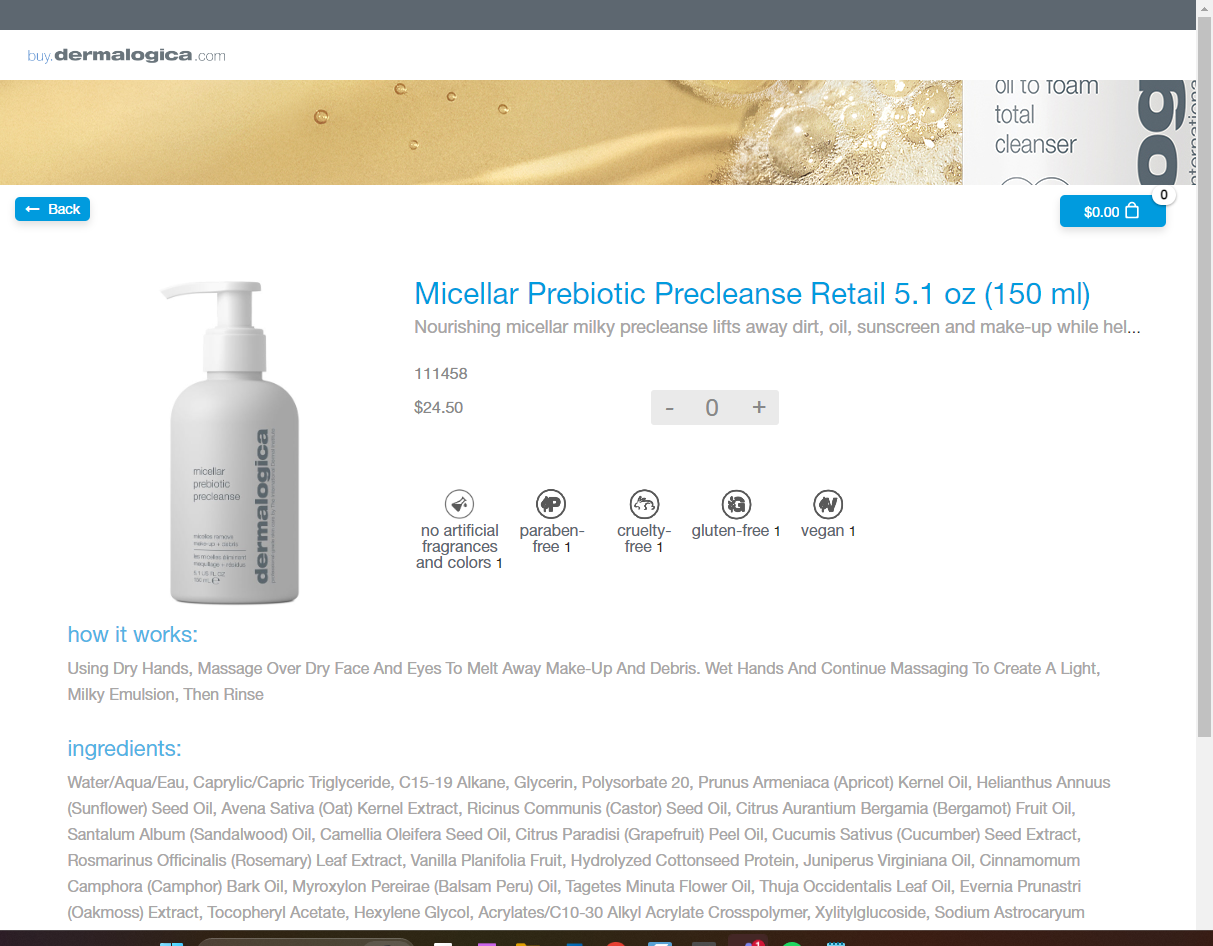 buy.dermalogica.com
oil to foam
total
cleanser
Back
0
$0.00
Micellar Prebiotic Precleanse Retail 5.1 oz (150 ml)
Nourishing micellar milky precleanse lifts away dirt, oil, sunscreen and make-up while hel...
111458
$24.50
- 0 +
micellar
prebiotic
precleanse
dermalogica
no artificial
fragrances
and colors 1
paraben-
free 1
cruelty-
free 1
gluten-free 1
vegan 1
how it works:
Using Dry Hands, Massage Over Dry Face And Eyes To Melt Away Make-Up And Debris. Wet Hands And Continue Massaging To Create A Light,
Milky Emulsion, Then Rinse
ingredients:
Water/Aqua/Eau, Caprylic/Capric Triglyceride, C15-19 Alkane, Glycerin, Polysorbate 20, Prunus Armeniaca (Apricot) Kernel Oil, Helianthus Annuus
(Sunflower) Seed Oil, Avena Sativa (Oat) Kernel Extract, Ricinus Communis (Castor) Seed Oil, Citrus Aurantium Bergamia (Bergamot) Fruit Oil,
Santalum Album (Sandalwood) Oil, Camellia Oleifera Seed Oil, Citrus Paradisi (Grapefruit) Peel Oil, Cucumis Sativus (Cucumber) Seed Extract,
Rosmarinus Officinalis (Rosemary) Leaf Extract, Vanilla Planifolia Fruit, Hydrolyzed Cottonseed Protein, Juniperus Virginiana Oil, Cinnamomum
Camphora (Camphor) Bark Oil, Myroxylon Pereirae (Balsam Peru) Oil, Tagetes Minuta Flower Oil, Thuja Occidentalis Leaf Oil, Evernia Prunastri
(Oakmoss) Extract, Tocopheryl Acetate, Hexylene Glycol, Acrylates/C10-30 Alkyl Acrylate Crosspolymer, Xylitylglucoside, Sodium Astrocaryum